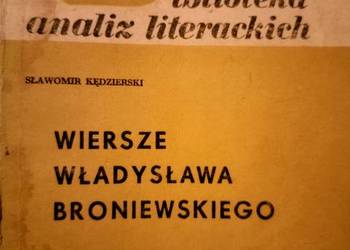 biblioteka
analiz literackich
SŁAWOMIR KĘDZIERSKI
WIERSZE
WŁADYSŁAWA
BRONIEWSKIEGO